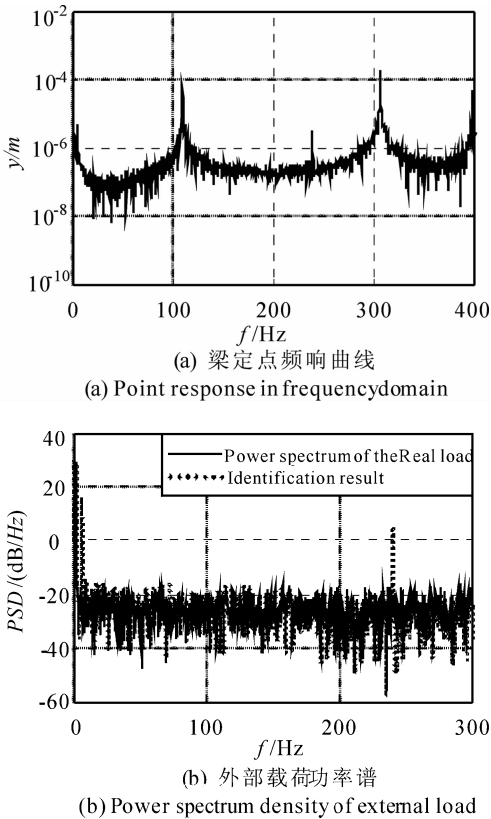 10-2
10-4
10-6
10-8
10-10
y/m
0 100 200 300 400
f/Hz
(a) 梁定点频响曲线
(a) Point response in frequencydomain
40
20
0
-20
-40
-60
PSD/(dB/Hz)
Power spectrum of the Real load
Identification result
0 100 200 300
f/Hz
(b) 外部载荷功率谱
(b) Power spectrum density of external load